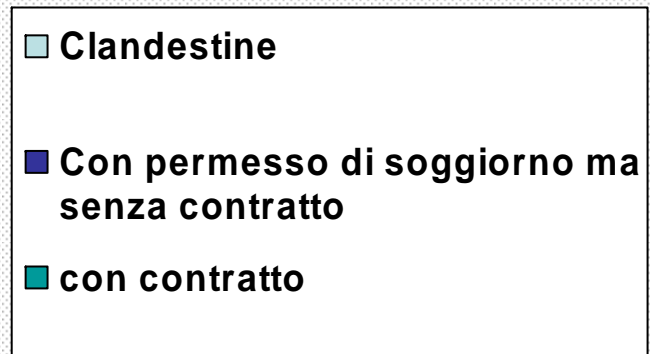 Clandestine
Con permesso di soggiorno ma
senza contratto
con contratto